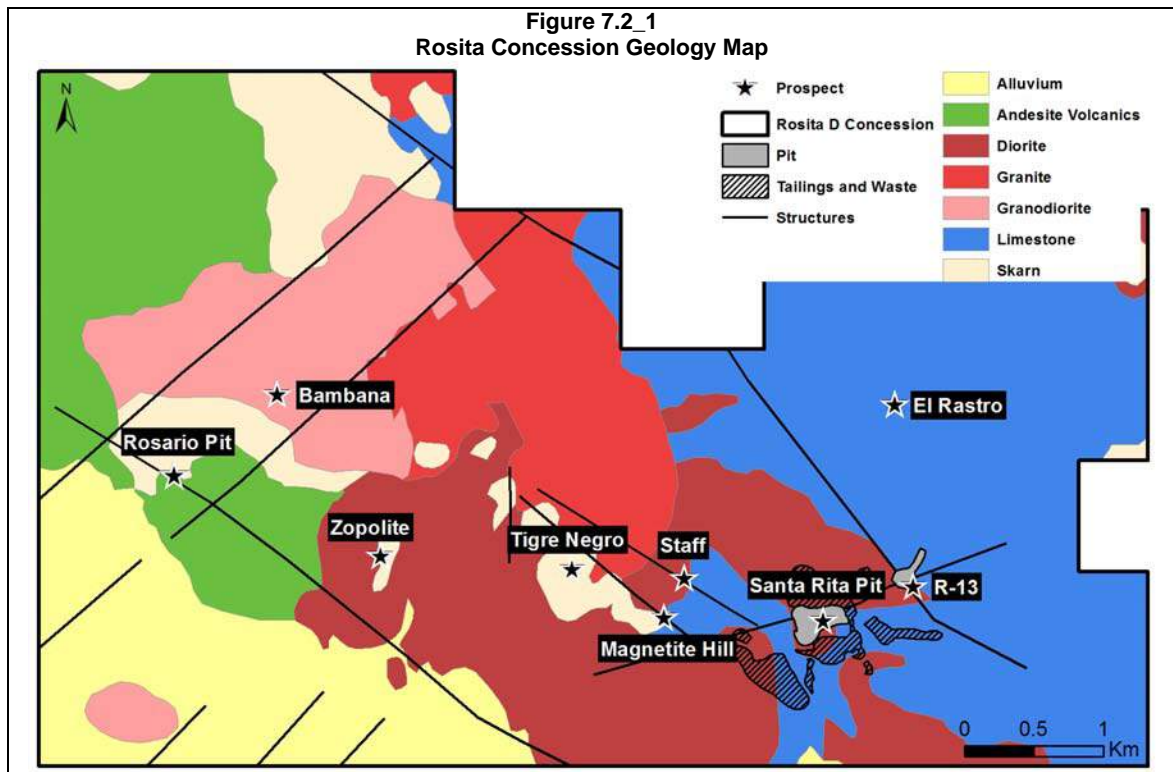 Figure 7.2_1
Rosita Concession Geology Map
N
Prospect
Rosita D Concession
Pit
Tailings and Waste
Structures
Alluvium
Andesite Volcanics
Diorite
Granite
Granodiorite
Limestone
Skarn
Bambana
El Rastro
Rosario Pit
Zopolite
Tigre Negro
Staff
Santa Rita Pit
R-13
Magnetite Hill
0 0.5 1
Km